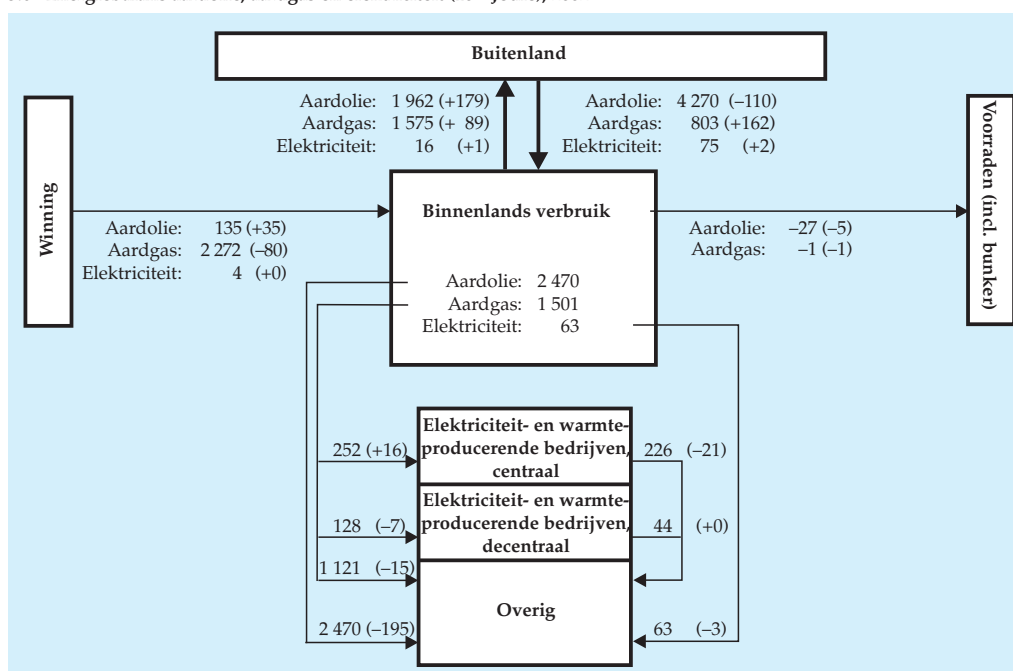 Buitenland
Aardolie: 1 962 (+179)
Aardgas: 1 575 (+ 89)
Elektriciteit: 16 (+1)
Aardolie: 4 270 (–110)
Aardgas: 803 (+162)
Elektriciteit: 75 (+2)
Winning
Aardolie: 135 (+35)
Aardgas: 2 272 (–80)
Elektriciteit: 4 (+0)
Binnenlands verbruik
Aardolie: 2 470
Aardgas: 1 501
Elektriciteit: 63
Aardolie: –27 (–5)
Aardgas: –1 (–1)
Voorraden (incl. bunker)
252 (+16)
Elektriciteit- en warmte-
producerende bedrijven,
centraal
226 (–21)
128 (–7)
Elektriciteit- en warmte-
producerende bedrijven,
decentraal
44 (+0)
1 121 (–15)
Overig
2 470 (–195)
63 (–3)